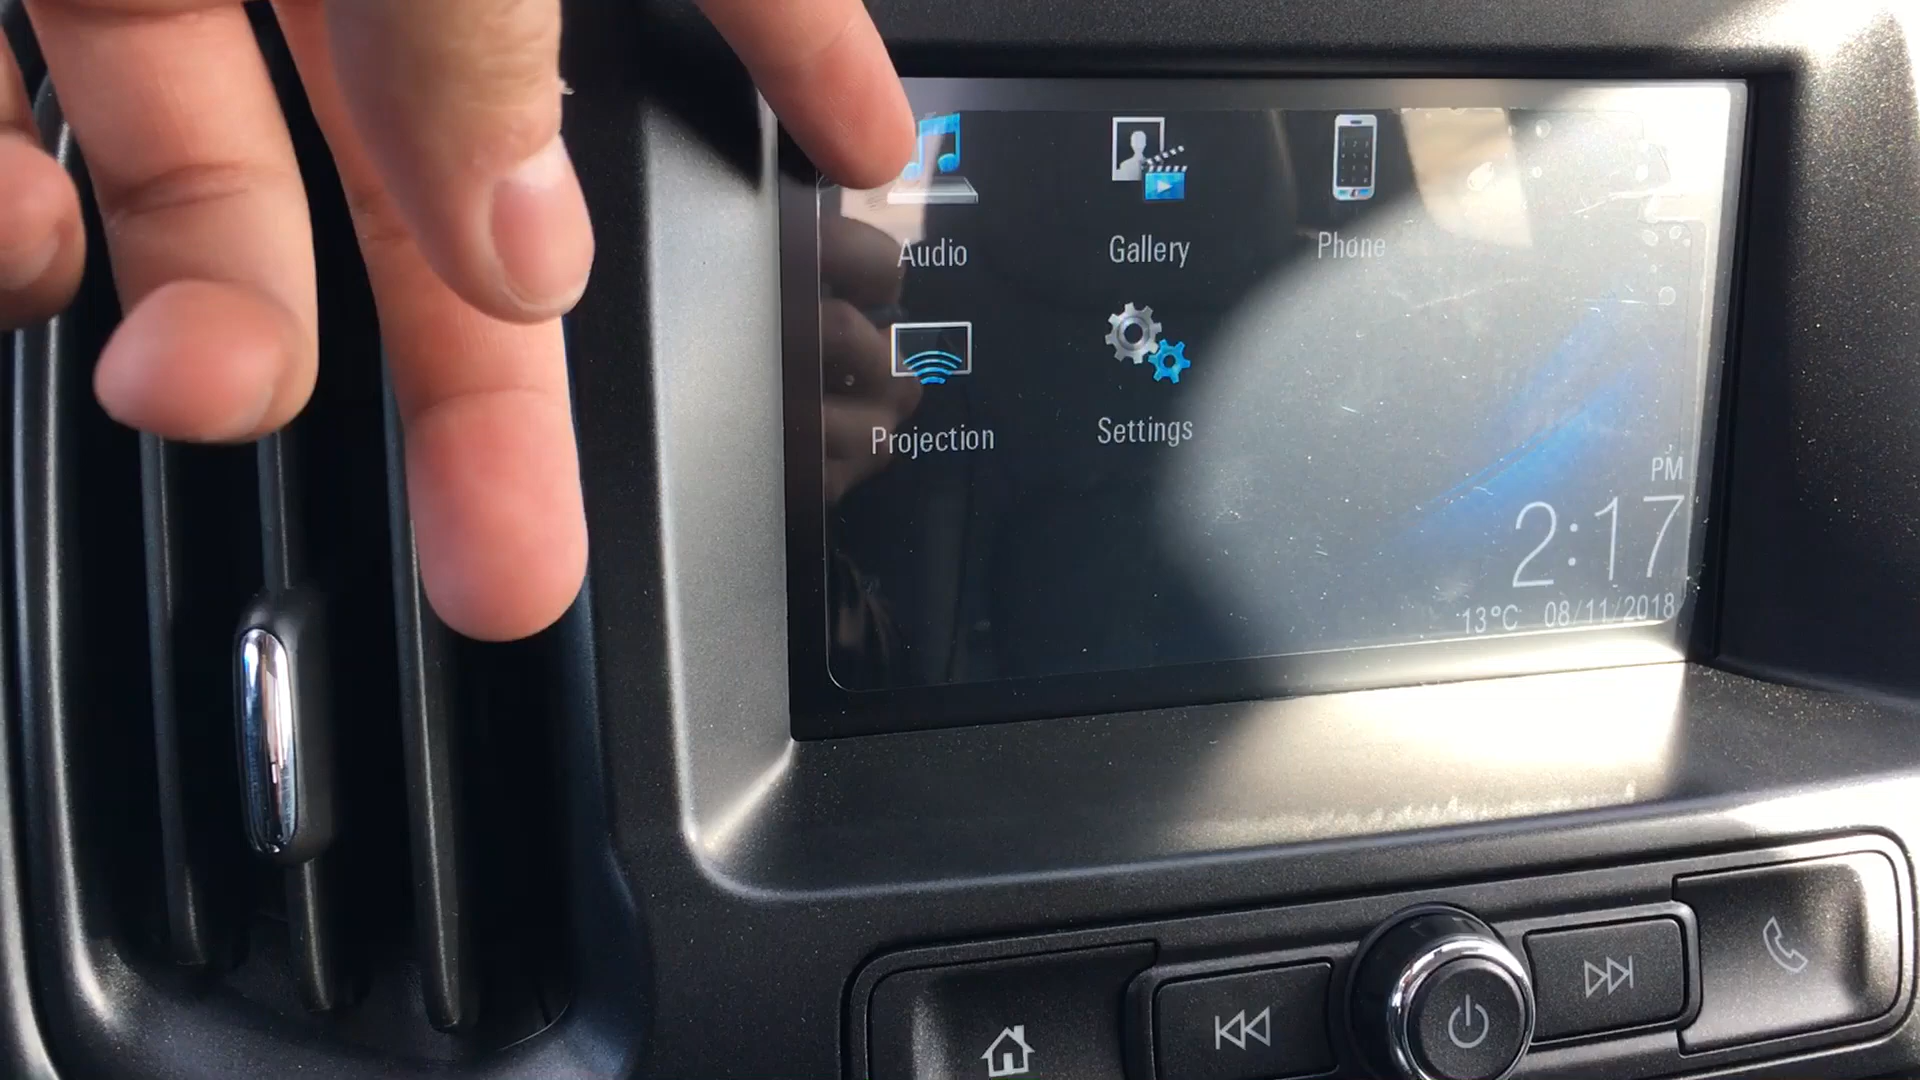 Audio
Gallery
Phone
Projection
Settings
PM
2:17
13°C 08/11/2018